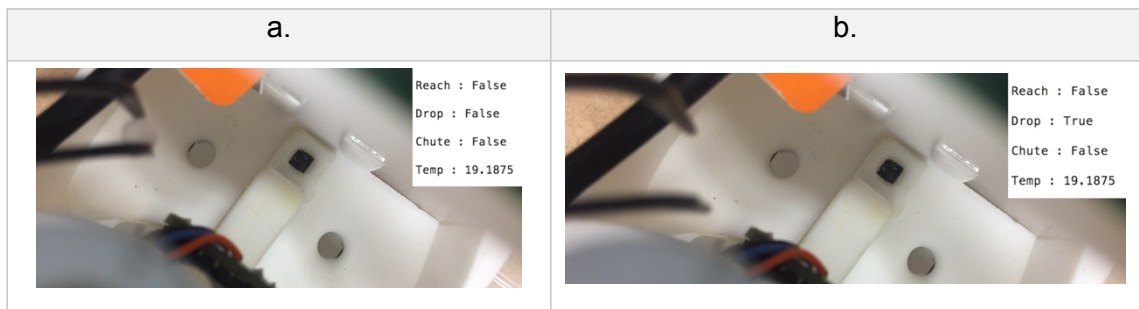 a.
b.
Reach : False
Drop : False
Chute : False
Temp : 19.1875
Reach : False
Drop : True
Chute : False
Temp : 19.1875